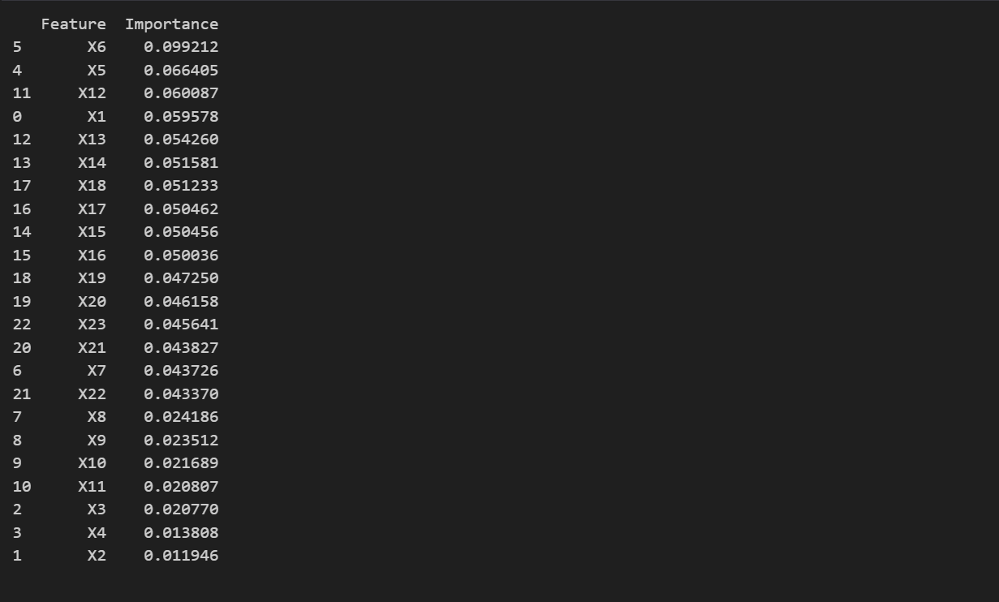 Feature Importance
5 X6 0.099212
4 X5 0.066405
11 X12 0.060087
0 X1 0.059578
12 X13 0.054260
13 X14 0.051581
17 X18 0.051233
16 X17 0.050462
14 X15 0.050456
15 X16 0.050036
18 X19 0.047250
19 X20 0.046158
22 X23 0.045641
20 X21 0.043827
6 X7 0.043726
21 X22 0.043370
7 X8 0.024186
8 X9 0.023512
9 X10 0.021689
10 X11 0.020807
2 X3 0.020770
3 X4 0.013808
1 X2 0.011946